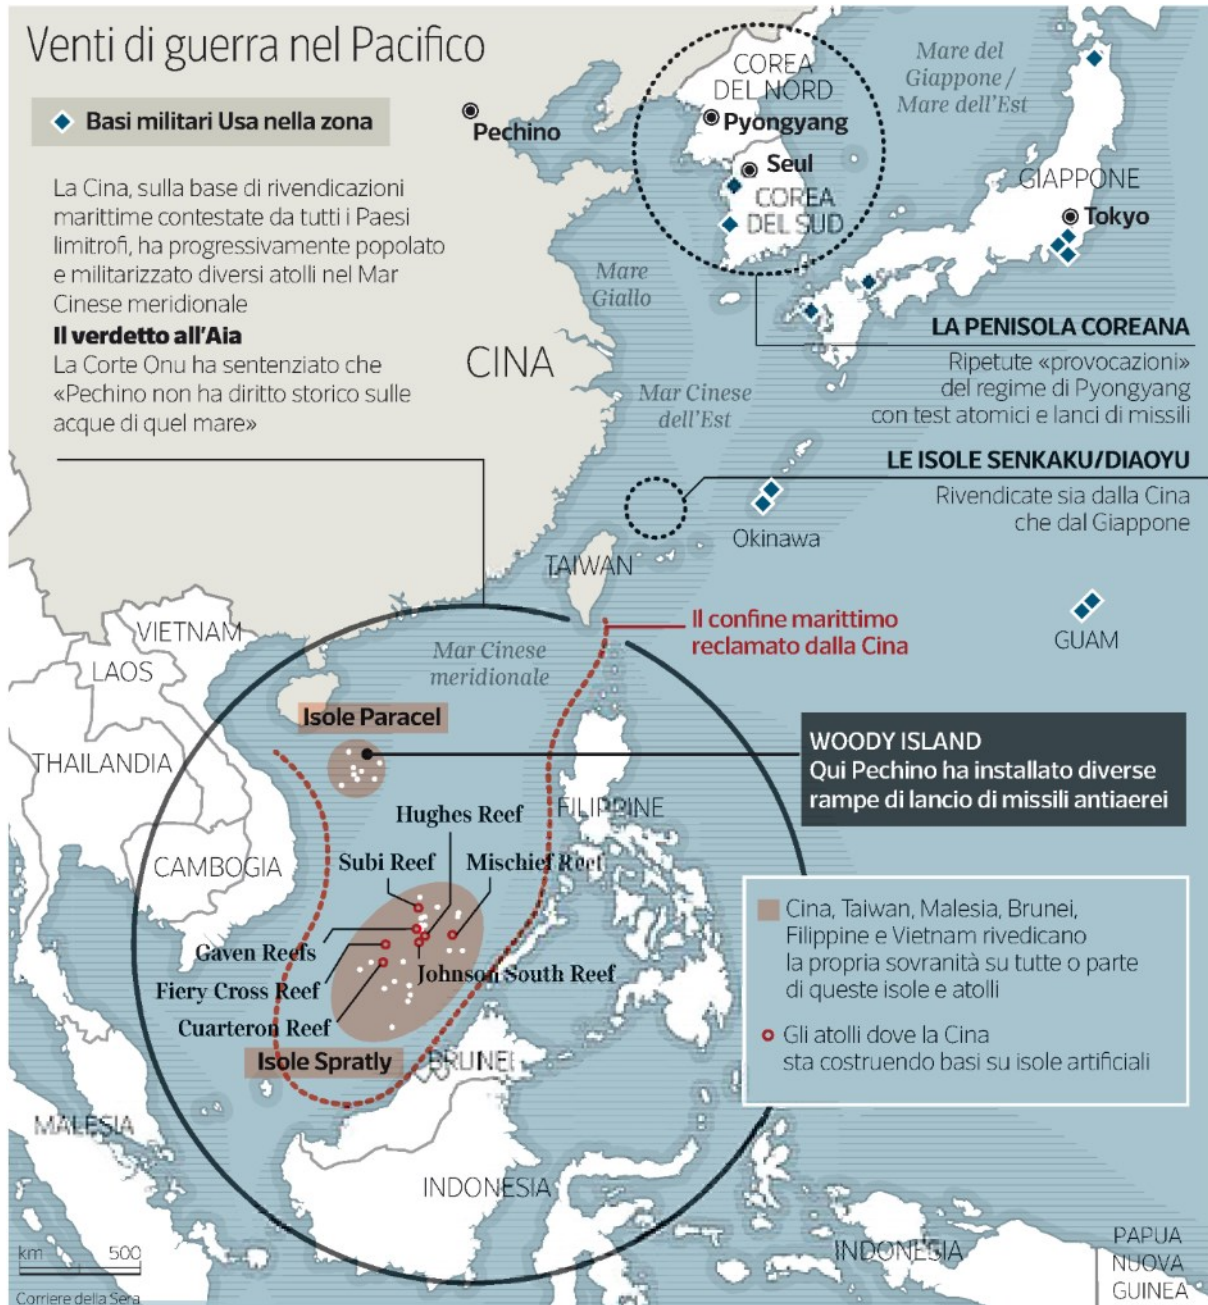 Venti di guerra nel Pacifico
Basi militari Usa nella zona
La Cina, sulla base di rivendicazioni
marittime contestate da tutti i Paesi
limitrofi, ha progressivamente popolato
e militarizzato diversi atolli nel Mar
Cinese meridionale
Il verdetto all'Aia
La Corte Onu ha sentenziato che
«Pechino non ha diritto storico sulle
acque di quel mare»
Pechino
COREA
DEL NORD
Pyongyang
Seul
COREA
DEL SUD
Mare del
Giappone /
Mare dell'Est
GIAPPONE
Tokyo
Mare
Giallo
CINA
Mar Cinese
dell'Est
LA PENISOLA COREANA
Ripetute «provocazioni»
del regime di Pyongyang
con test atomici e lanci di missili
LE ISOLE SENKAKU/DIAOYU
Rivendicate sia dalla Cina
che dal Giappone
Okinawa
TAIWAN
GUAM
Il confine marittimo
reclamato dalla Cina
VIETNAM
LAOS
Mar Cinese
meridionale
Isole Paracel
THAILANDIA
WOODY ISLAND
Qui Pechino ha installato diverse
rampe di lancio di missili antiaerei
FILIPPINE
Hughes Reef
Subi Reef
Mischief Reef
CAMBOGIA
Gaven Reefs
Johnson South Reef
Fiery Cross Reef
Cuarteron Reef
Isole Spratly
BRUNEI
Cina, Taiwan, Malesia, Brunei,
Filippine e Vietnam rivedicano
la propria sovranità su tutte o parte
di queste isole e atolli
Gli atolli dove la Cina
sta costruendo basi su isole artificiali
MALESIA
INDONESIA
INDONESIA
PAPUA
NUOVA
GUINEA
km 500
Corriere della Sera